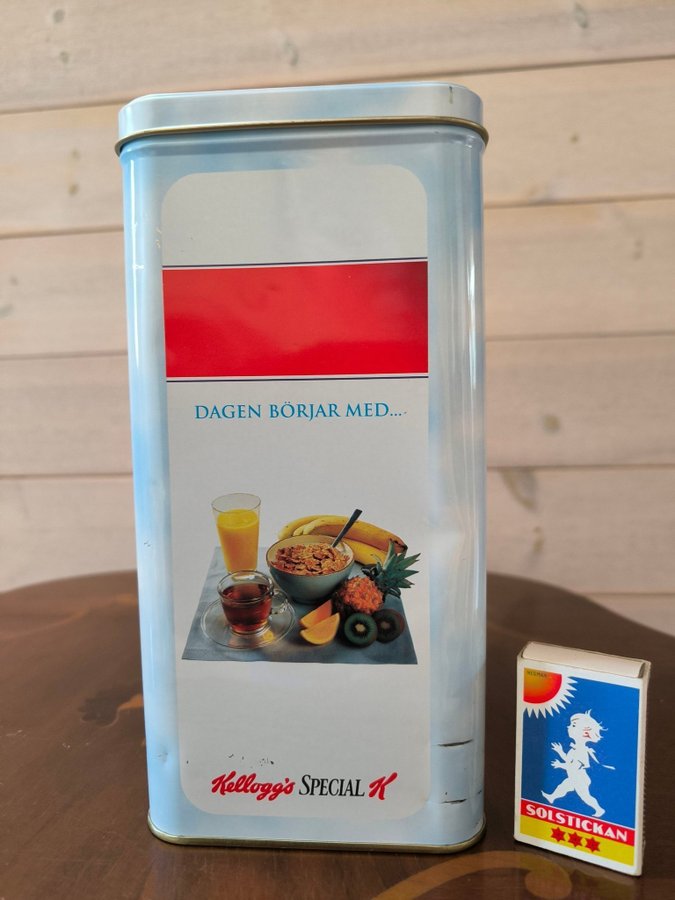 DAGEN BÖRJAR MED...
Kellogg's SPECIAL K
SOLSTICKAN